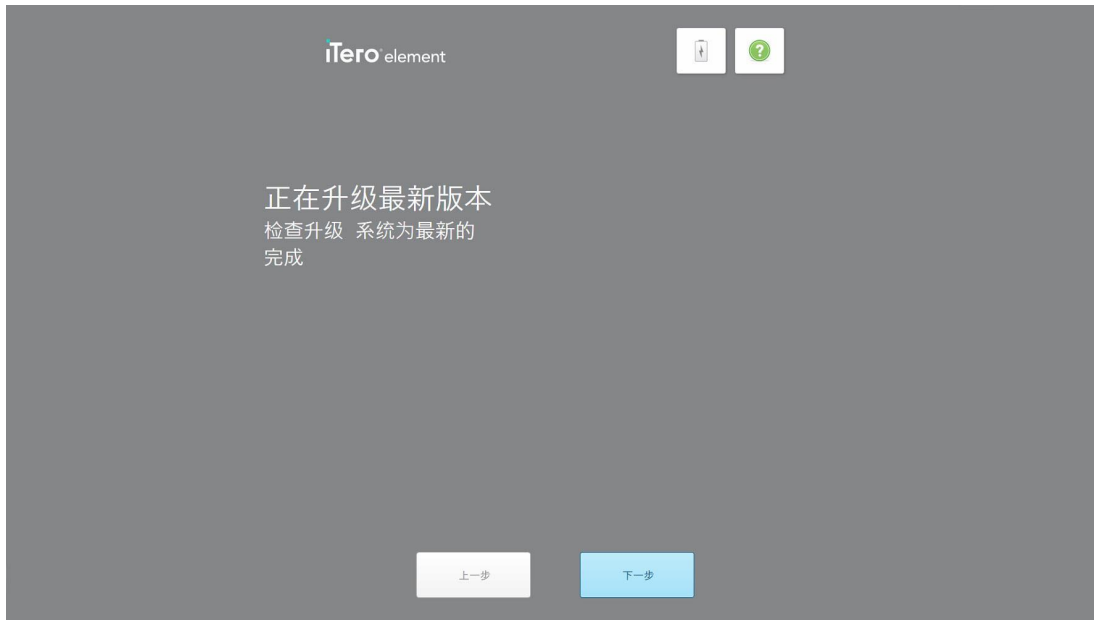 iTero element
?
正在升级最新版本
检查升级 系统为最新的
完成
上一步
下一步